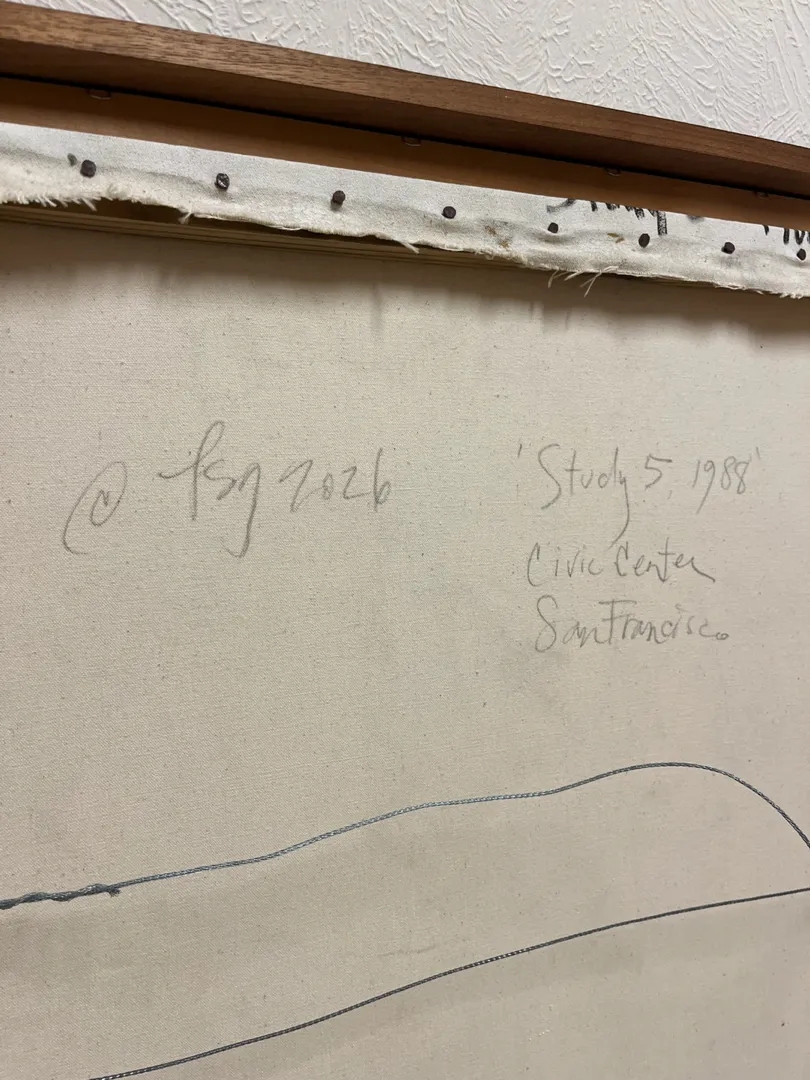 @ fsg 2026
'Study 5, 1988'
Civic Center
San Francisco